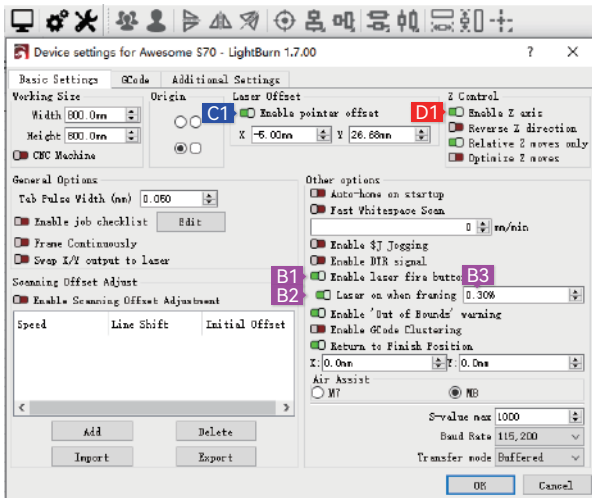 Device settings for Awesome S70 - LightBurn 1.7.00
?
Basic Settings
GCode
Additional Settings
Working Size
Width 800.0mm
Height 800.0mm
CNC Machine
Origin
Laser Offset
C1
Enable pointer offset
X -5.00mm Y 26.68mm
Z Control
D1
Enable Z axis
Reverse Z direction
Relative Z moves only
Optimize Z moves
General Options
Tab Pulse Width (mm) 0.050
Enable job checklist Edit
Frame Continuously
Swap X/Y output to laser
Scanning Offset Adjust
Enable Scanning Offset Adjustment
Speed Line Shift Initial Offset
Add Delete
Import Export
Other options
Auto-home on startup
Fast Whitespace Scan
0 mm/min
Enable $J Jogging
Enable DTR signal
B1 Enable laser fire button
B2 Laser on when framing 0.30% B3
Enable 'Out of Bounds' warning
Enable GCode Clustering
Return to Finish Position
X: 0.0mm Y: 0.0mm
Air Assist
M7 M8
S-value max 1000
Baud Rate 115,200
Transfer mode Buffered
OK Cancel